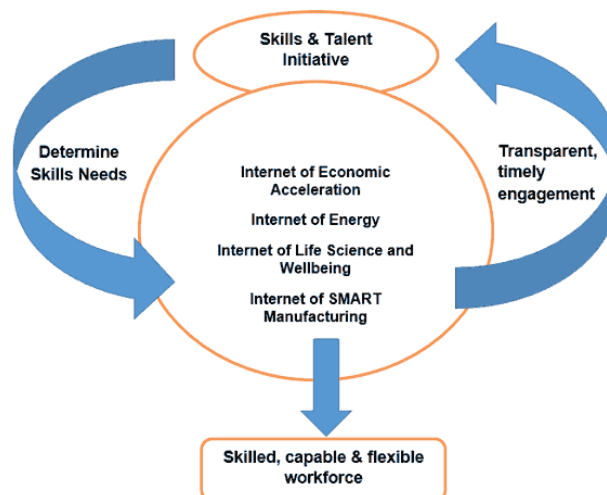 Skills & Talent
Initiative
Determine
Skills Needs
Transparent,
timely
engagement
Internet of Economic
Acceleration
Internet of Energy
Internet of Life Science and
Wellbeing
Internet of SMART
Manufacturing
Skilled, capable & flexible
workforce